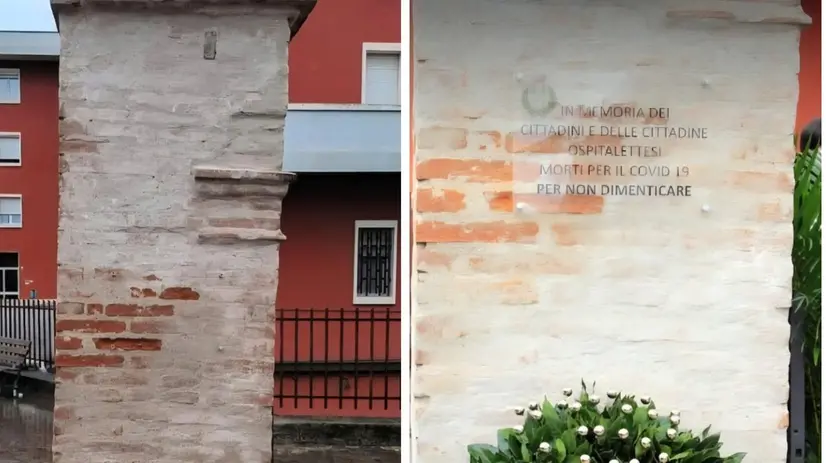 IN MEMORIA DEI
CITTADINI E DELLE CITTADINE
OSPITALETTESI
MORTI PER IL COVID 19
PER NON DIMENTICARE